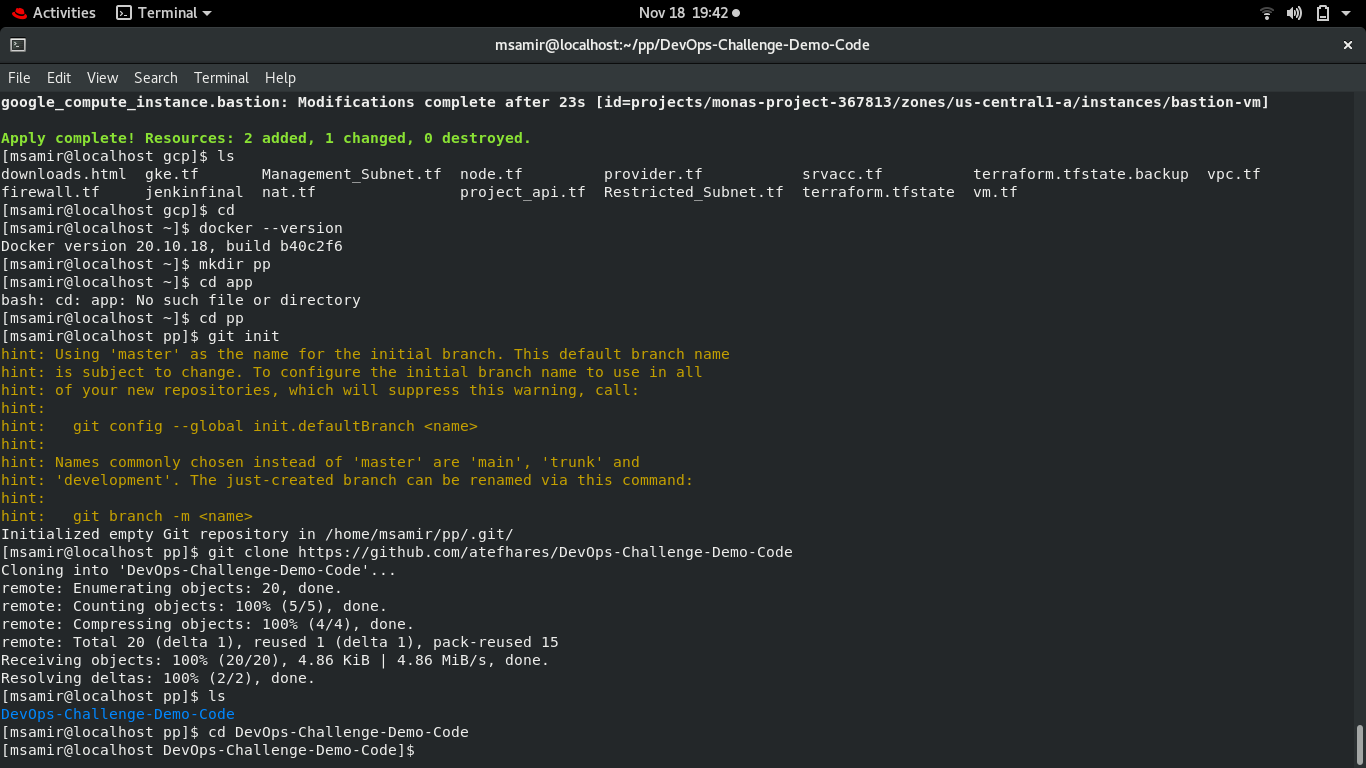 Activities Terminal Nov 18 19:42
msamir@localhost:~/pp/DevOps-Challenge-Demo-Code
File Edit View Search Terminal Help
google_compute_instance.bastion: Modifications complete after 23s [id=projects/monas-project-367813/zones/us-central1-a/instances/bastion-vm]
Apply complete! Resources: 2 added, 1 changed, 0 destroyed.
[msamir@localhost gcp]$ ls
downloads.html  gke.tf       Management_Subnet.tf  node.tf         provider.tf           srvacc.tf          terraform.tfstate.backup  vpc.tf
firewall.tf     jenkinfinal  nat.tf                project_api.tf  Restricted_Subnet.tf  terraform.tfstate  vm.tf
[msamir@localhost gcp]$ cd
[msamir@localhost ~]$ docker --version
Docker version 20.10.18, build b40c2f6
[msamir@localhost ~]$ mkdir pp
[msamir@localhost ~]$ cd app
bash: cd: app: No such file or directory
[msamir@localhost ~]$ cd pp
[msamir@localhost pp]$ git init
hint: Using 'master' as the name for the initial branch. This default branch name
hint: is subject to change. To configure the initial branch name to use in all
hint: of your new repositories, which will suppress this warning, call:
hint:
hint:   git config --global init.defaultBranch <name>
hint:
hint: Names commonly chosen instead of 'master' are 'main', 'trunk' and
hint: 'development'. The just-created branch can be renamed via this command:
hint:
hint:   git branch -m <name>
Initialized empty Git repository in /home/msamir/pp/.git/
[msamir@localhost pp]$ git clone https://github.com/atefhares/DevOps-Challenge-Demo-Code
Cloning into 'DevOps-Challenge-Demo-Code'...
remote: Enumerating objects: 20, done.
remote: Counting objects: 100% (5/5), done.
remote: Compressing objects: 100% (4/4), done.
remote: Total 20 (delta 1), reused 1 (delta 1), pack-reused 15
Receiving objects: 100% (20/20), 4.86 KiB | 4.86 MiB/s, done.
Resolving deltas: 100% (2/2), done.
[msamir@localhost pp]$ ls
DevOps-Challenge-Demo-Code
[msamir@localhost pp]$ cd DevOps-Challenge-Demo-Code
[msamir@localhost DevOps-Challenge-Demo-Code]$